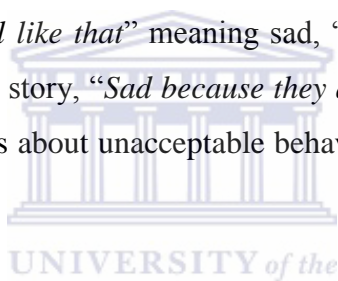 like that” meaning sad, “
story, “Sad because they
s about unacceptable behav
UNIVERSITY of the